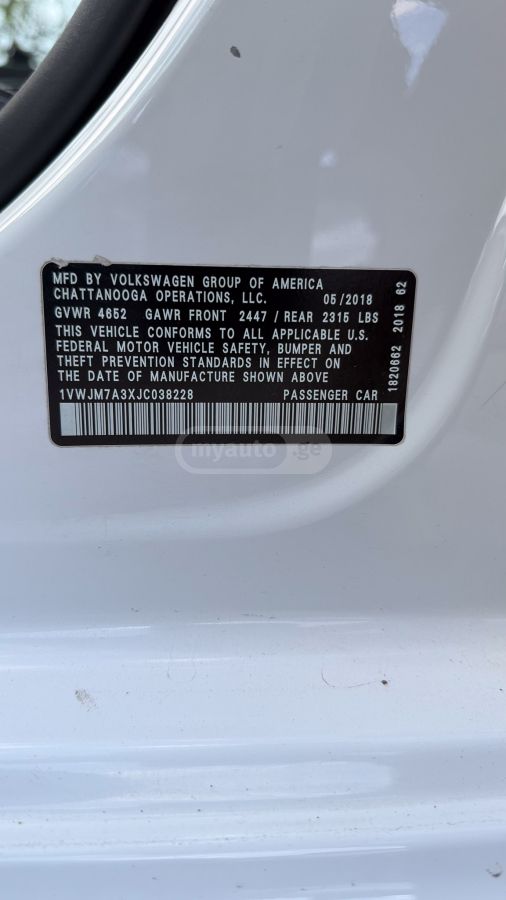 MFD BY VOLKSWAGEN GROUP OF AMERICA
CHATTANOOGA OPERATIONS, LLC. 05/2018
GVWR 4652 GAWR FRONT 2447 / REAR 2315 LBS
THIS VEHICLE CONFORMS TO ALL APPLICABLE U.S.
FEDERAL MOTOR VEHICLE SAFETY, BUMPER AND
THEFT PREVENTION STANDARDS IN EFFECT ON
THE DATE OF MANUFACTURE SHOWN ABOVE
1VWJM7A3XJC038228 PASSENGER CAR
1820662 2018 62
myauto.ge